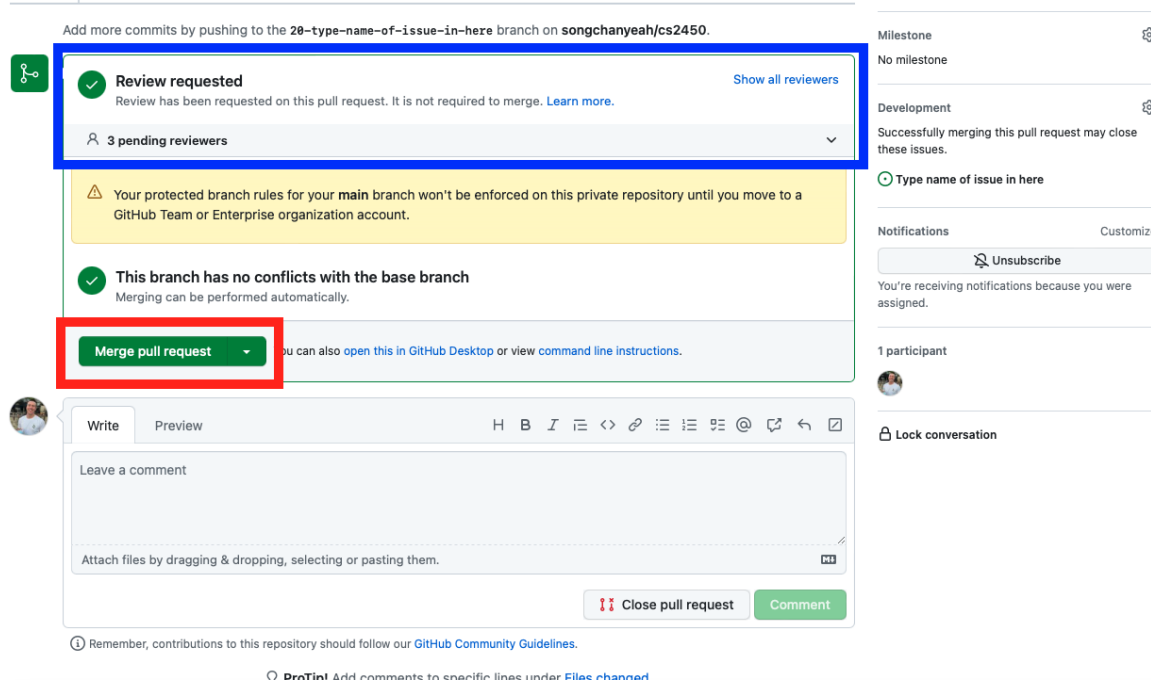 Add more commits by pushing to the 20-type-name-of-issue-in-here branch on songchanyeah/cs2450.
Review requested
Show all reviewers
Review has been requested on this pull request. It is not required to merge. Learn more.
3 pending reviewers
Your protected branch rules for your main branch won't be enforced on this private repository until you move to a
GitHub Team or Enterprise organization account.
This branch has no conflicts with the base branch
Merging can be performed automatically.
Merge pull request
ou can also open this in GitHub Desktop or view command line instructions.
Write
Preview
Leave a comment
Attach files by dragging & dropping, selecting or pasting them.
Close pull request
Comment
Remember, contributions to this repository should follow our GitHub Community Guidelines.
ProTip! Add comments to specific lines under Files changed
Milestone
No milestone
Development
Successfully merging this pull request may close
these issues.
Type name of issue in here
Notifications
Customize
Unsubscribe
You're receiving notifications because you were
assigned.
1 participant
Lock conversation